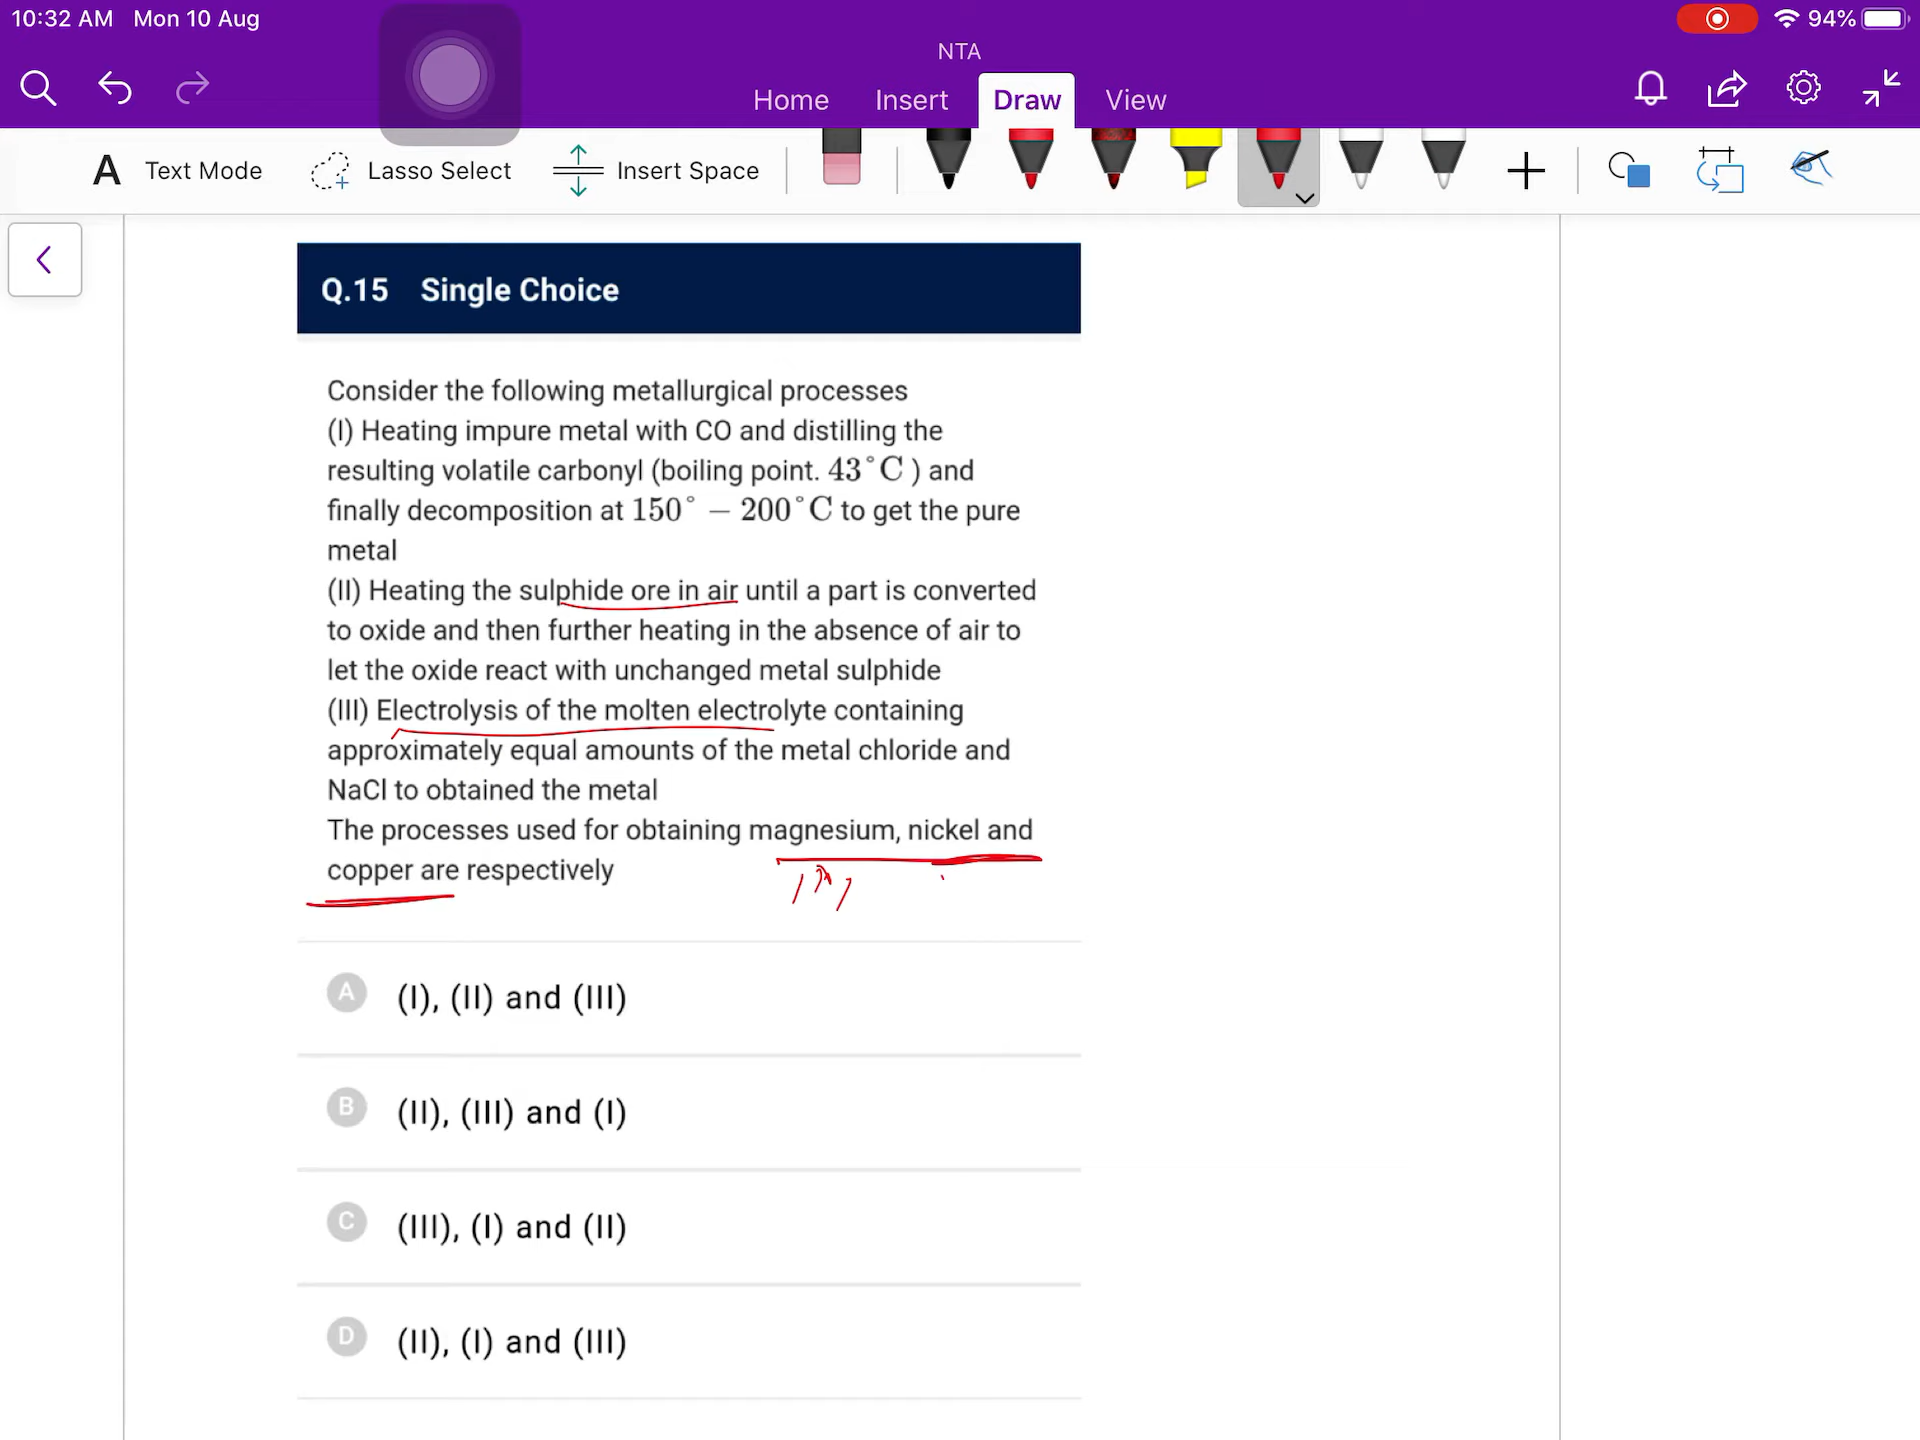 10:32 AM Mon 10 Aug
94%
NTA
Home Insert Draw View
A Text Mode Lasso Select Insert Space
Q.15 Single Choice
Consider the following metallurgical processes
(I) Heating impure metal with CO and distilling the
resulting volatile carbonyl (boiling point. 43°C ) and
finally decomposition at 150° − 200°C to get the pure
metal
(II) Heating the sulphide ore in air until a part is converted
to oxide and then further heating in the absence of air to
let the oxide react with unchanged metal sulphide
(III) Electrolysis of the molten electrolyte containing
approximately equal amounts of the metal chloride and
NaCl to obtained the metal
The processes used for obtaining magnesium, nickel and
copper are respectively
A (I), (II) and (III)
B (II), (III) and (I)
C (III), (I) and (II)
D (II), (I) and (III)